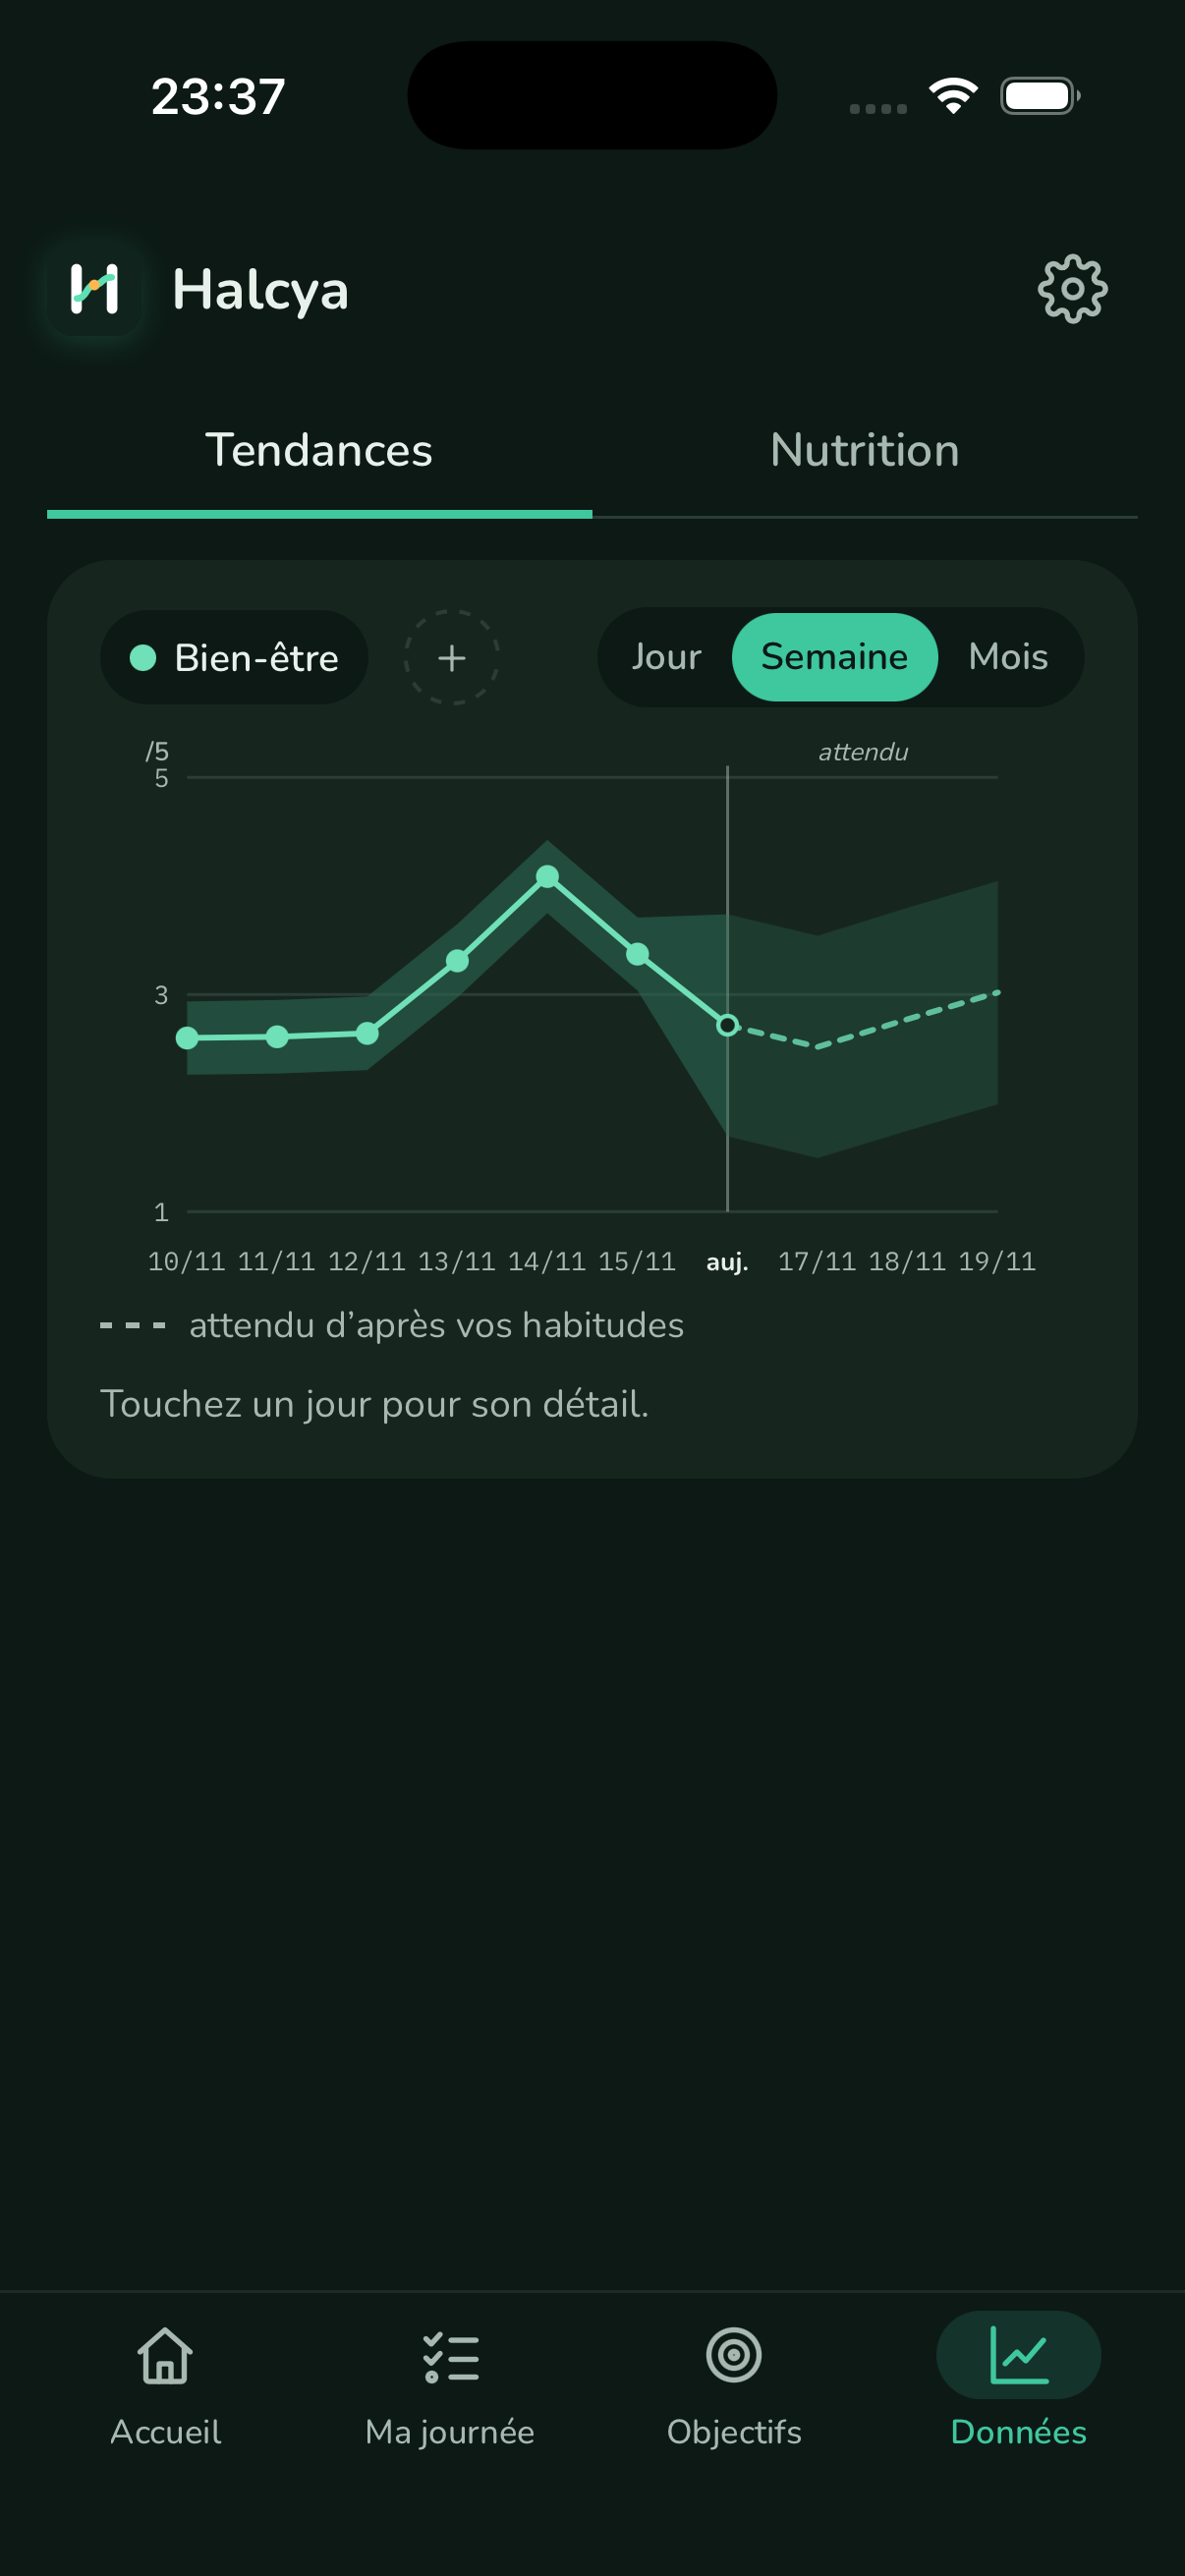 23:37
Halcya
Tendances Nutrition
Bien-être + Jour Semaine Mois
/5 attendu
5
3
1
10/11 11/11 12/11 13/11 14/11 15/11 auj. 17/11 18/11 19/11
attendu d’après vos habitudes
Touchez un jour pour son détail.
Accueil Ma journée Objectifs Données